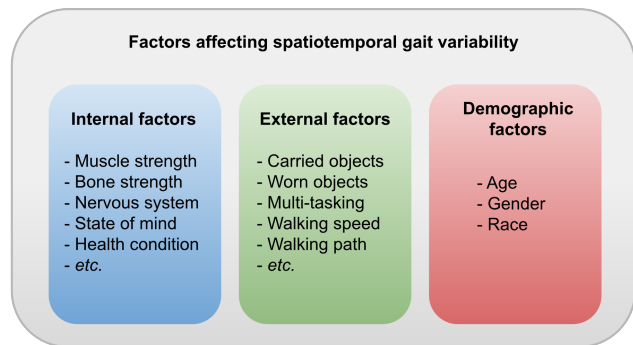 Factors affecting spatiotemporal gait variability
Internal factors
- Muscle strength
- Bone strength
- Nervous system
- State of mind
- Health condition
- etc.
External factors
- Carried objects
- Worn objects
- Multi-tasking
- Walking speed
- Walking path
- etc.
Demographic
factors
- Age
- Gender
- Race